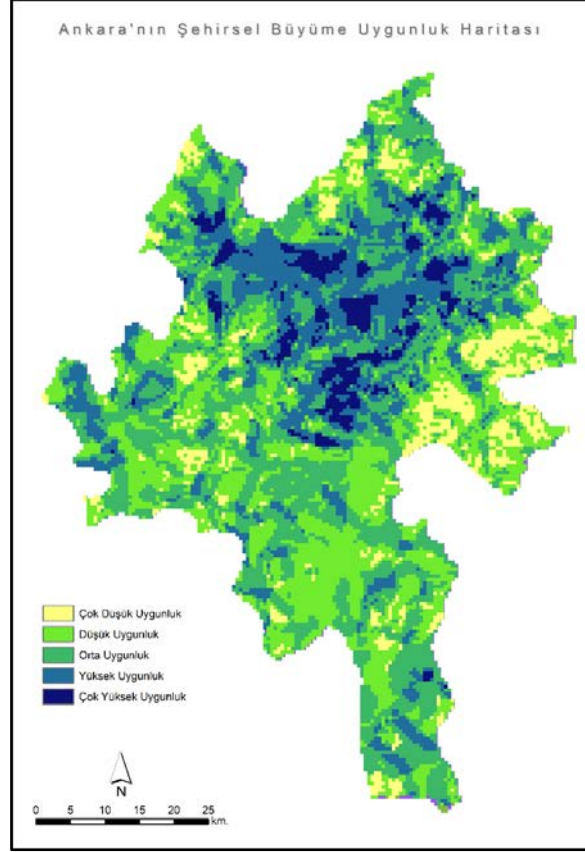 Ankara'nın Şehirsel Büyüme Uygunluk Haritası
Çok Düşük Uygunluk
Düşük Uygunluk
Orta Uygunluk
Yüksek Uygunluk
Çok Yüksek Uygunluk
N
0 5 10 15 20 25
km.